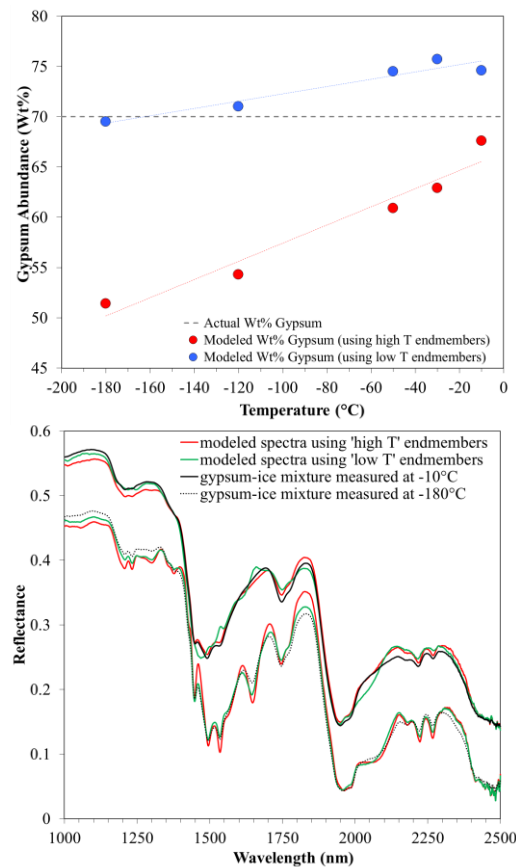 80
75
70
65
60
55
50
45
Gypsum Abundance (Wt%)
Actual Wt% Gypsum
Modeled Wt% Gypsum (using high T endmembers)
Modeled Wt% Gypsum (using low T endmembers)
-200 -180 -160 -140 -120 -100 -80 -60 -40 -20 0
Temperature (°C)
0.6
0.5
0.4
0.3
0.2
0.1
0
Reflectance
modeled spectra using 'high T' endmembers
modeled spectra using 'low T' endmembers
gypsum-ice mixture measured at -10°C
gypsum-ice mixture measured at -180°C
1000 1500 2000 2500
Wavelength (nm)